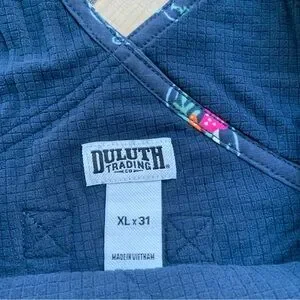 DULUTH
TRADING
CO
®
XL x 31
MADE IN VIETNAM